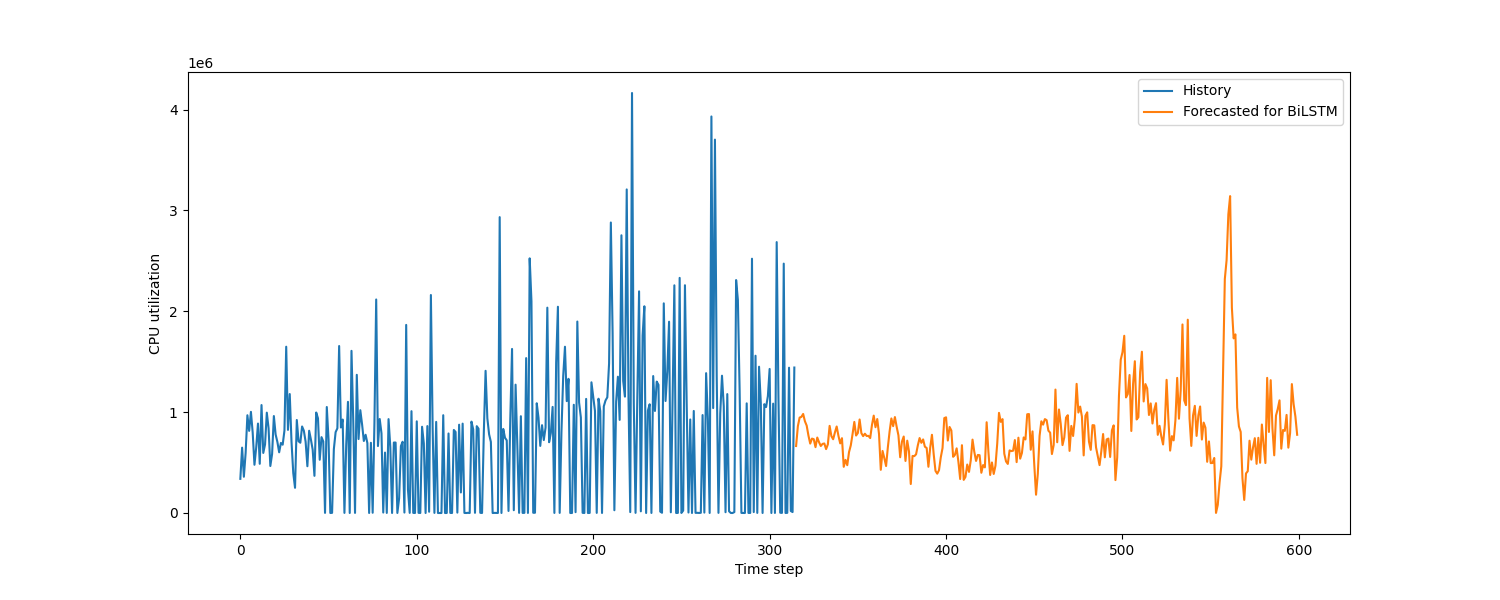 1e6
History
Forecasted for BiLSTM
4
3
2
1
0
CPU utilization
0 100 200 300 400 500 600
Time step